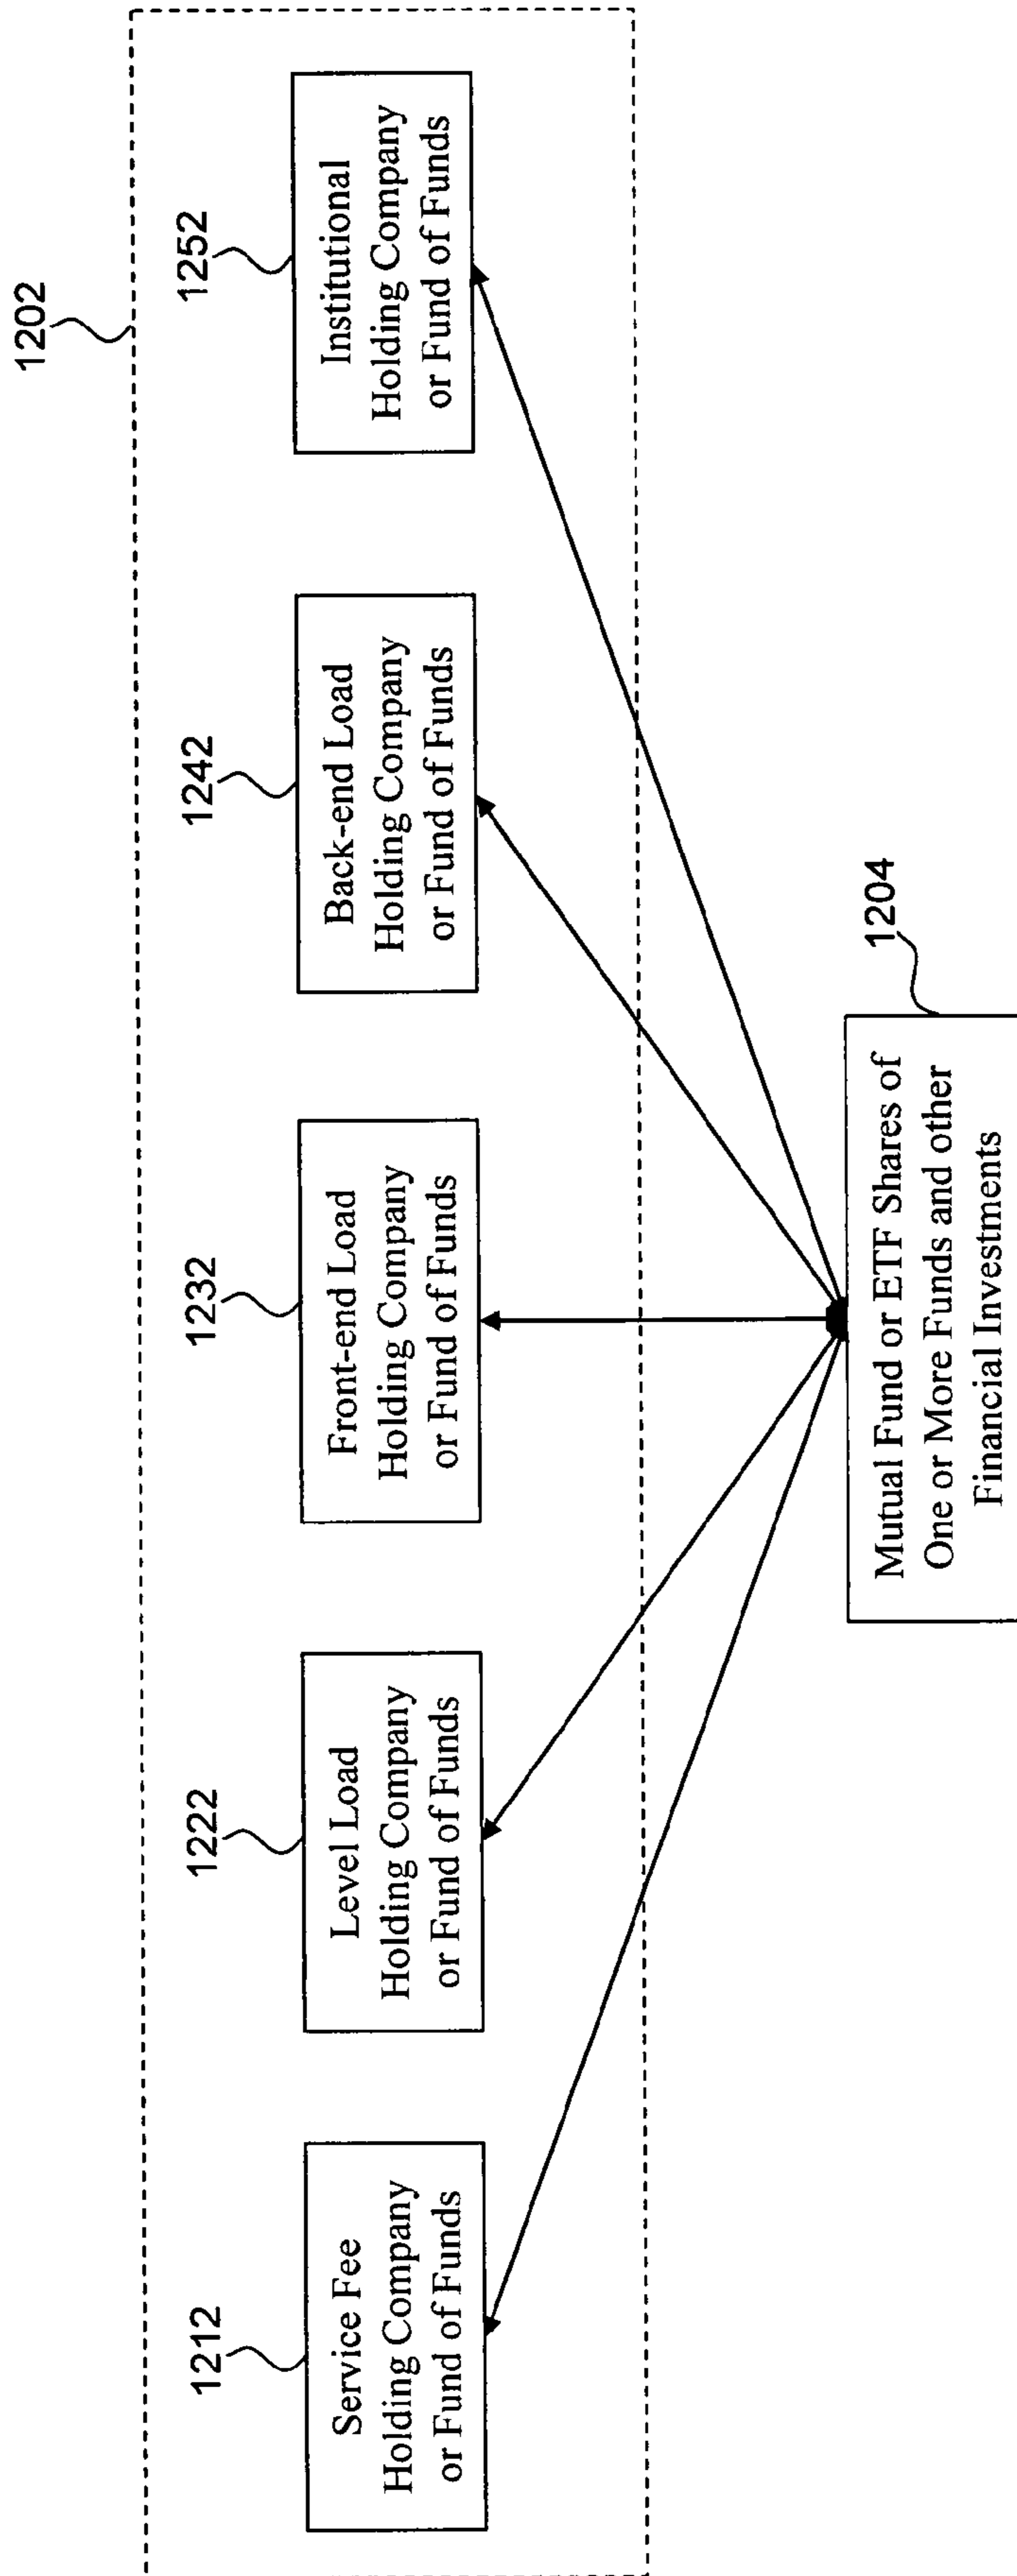 1202
1212
Service Fee
Holding Company
or Fund of Funds
1222
Level Load
Holding Company
or Fund of Funds
1232
Front-end Load
Holding Company
or Fund of Funds
1242
Back-end Load
Holding Company
or Fund of Funds
1252
Institutional
Holding Company
or Fund of Funds
1204
Mutual Fund or ETF Shares of
One or More Funds and other
Financial Investments